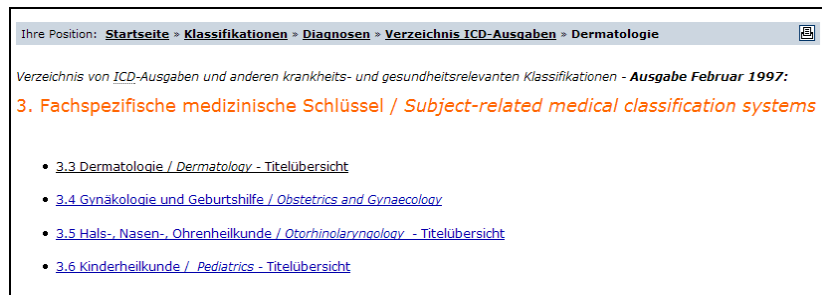 Ihre Position: Startseite » Klassifikationen » Diagnosen » Verzeichnis ICD-Ausgaben » Dermatologie
Verzeichnis von ICD-Ausgaben und anderen krankheits- und gesundheitsrelevanten Klassifikationen - Ausgabe Februar 1997:
3. Fachspezifische medizinische Schlüssel / Subject-related medical classification systems
• 3.3 Dermatologie / Dermatology - Titelübersicht
• 3.4 Gynäkologie und Geburtshilfe / Obstetrics and Gynaecology
• 3.5 Hals-, Nasen-, Ohrenheilkunde / Otorhinolaryngology - Titelübersicht
• 3.6 Kinderheilkunde / Pediatrics - Titelübersicht